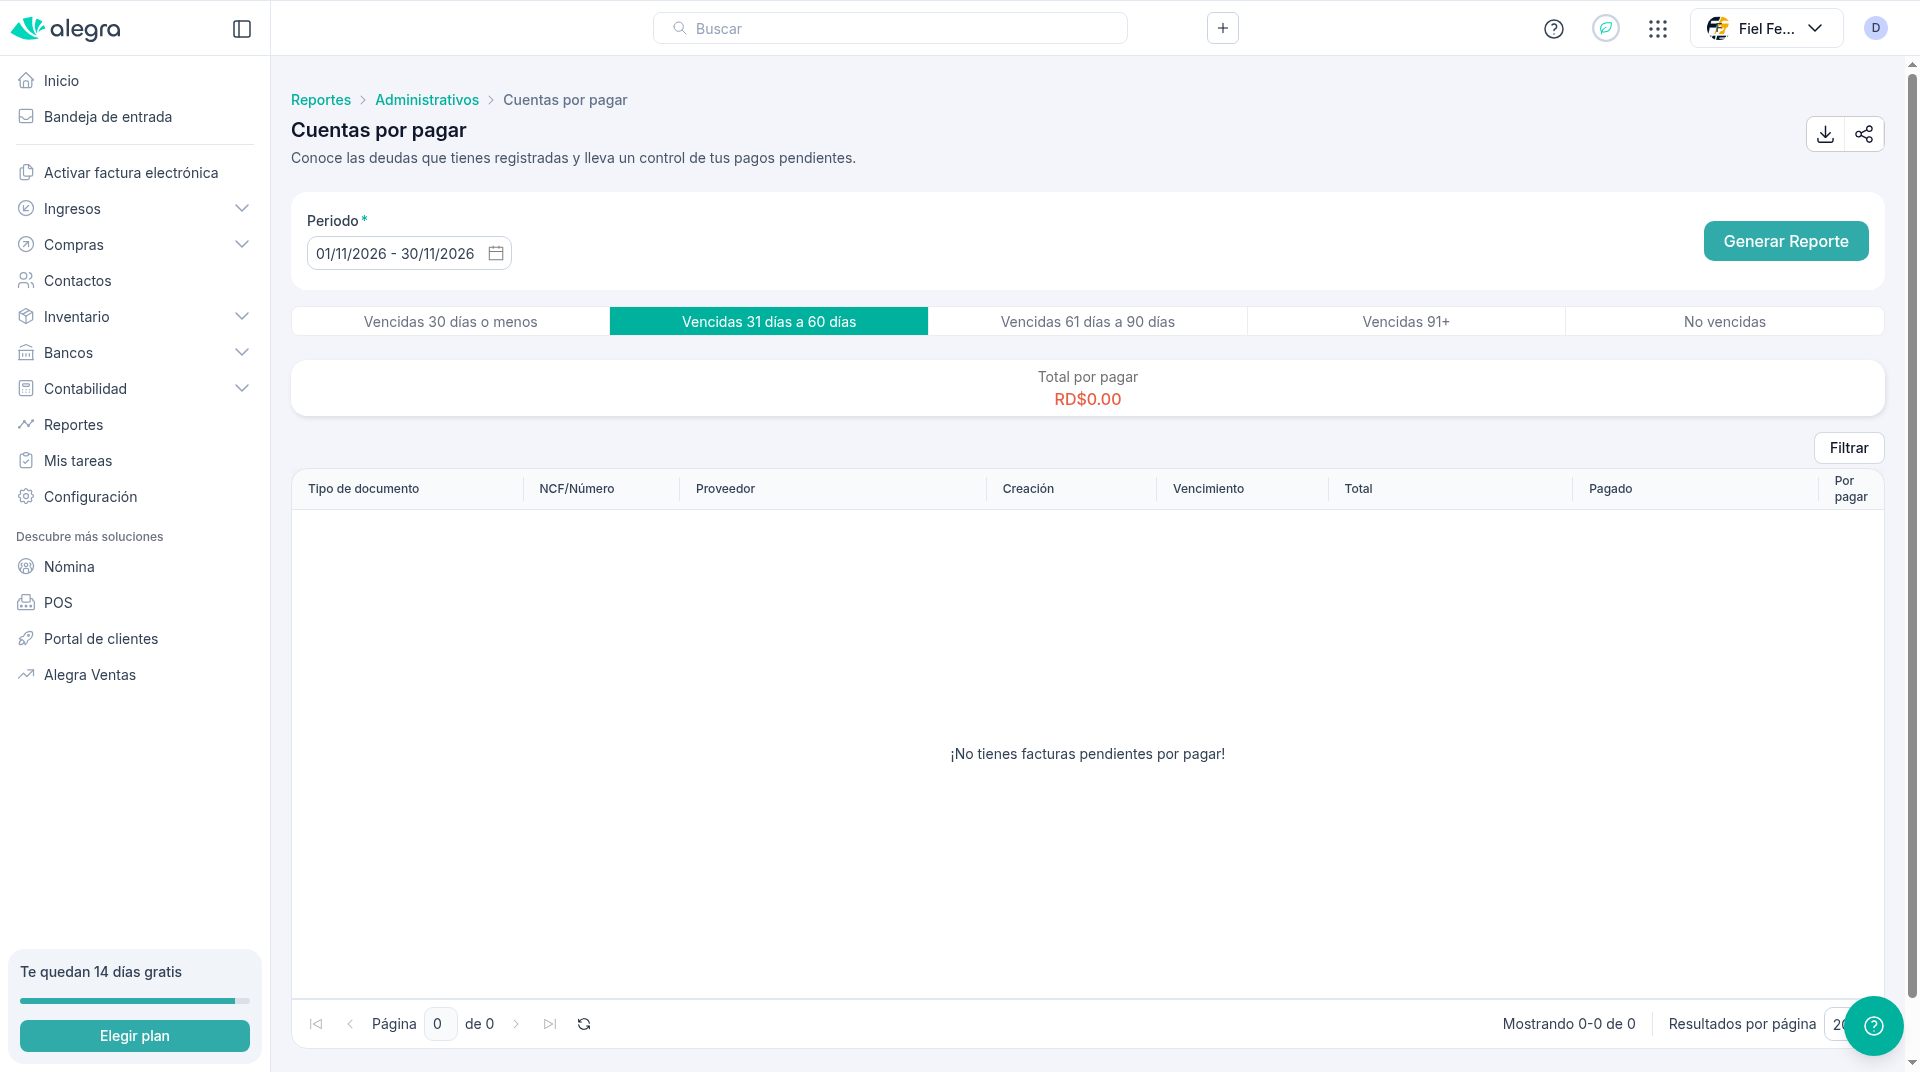 alegra
Buscar
Fiel Fe...
D
Inicio
Bandeja de entrada
Activar factura electrónica
Ingresos
Compras
Contactos
Inventario
Bancos
Contabilidad
Reportes
Mis tareas
Configuración
Descubre más soluciones
Nómina
POS
Portal de clientes
Alegra Ventas
Te quedan 14 días gratis
Elegir plan
Reportes > Administrativos > Cuentas por pagar
Cuentas por pagar
Conoce las deudas que tienes registradas y lleva un control de tus pagos pendientes.
Periodo *
01/11/2026 - 30/11/2026
Generar Reporte
Vencidas 30 días o menos Vencidas 31 días a 60 días Vencidas 61 días a 90 días Vencidas 91+ No vencidas
Total por pagar
RD$0.00
Filtrar
Tipo de documento NCF/Número Proveedor Creación Vencimiento Total Pagado Por pagar
¡No tienes facturas pendientes por pagar!
Página 0 de 0 Mostrando 0-0 de 0 Resultados por página